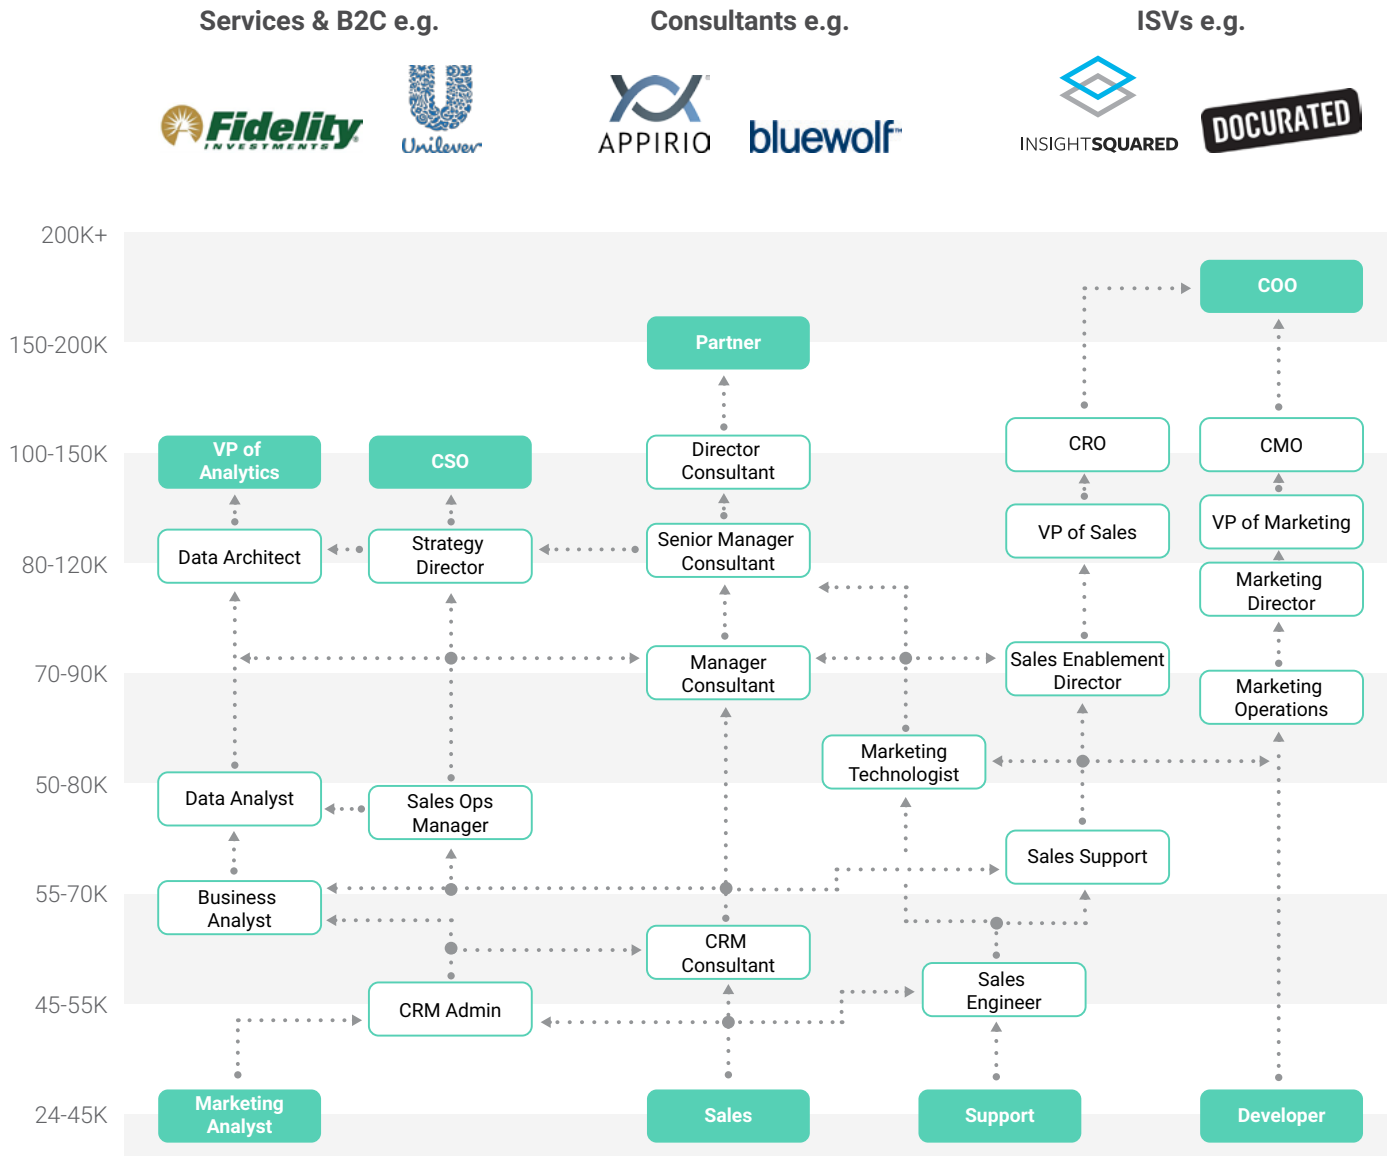 Services & B2C e.g.
Consultants e.g.
ISVs e.g.
Fidelity
INVESTMENTS
Unilever
APPIRIO
bluewolf™
INSIGHTSQUARED
DOCURATED
200K+
COO
150-200K
Partner
100-150K
VP of
Analytics
CSO
Director
Consultant
CRO
CMO
80-120K
Data Architect
Strategy
Director
Senior Manager
Consultant
VP of Sales
VP of Marketing
Marketing
Director
70-90K
Manager
Consultant
Sales Enablement
Director
Marketing
Operations
Marketing
Technologist
50-80K
Data Analyst
Sales Ops
Manager
Sales Support
55-70K
Business
Analyst
CRM
Consultant
Sales
Engineer
45-55K
CRM Admin
24-45K
Marketing
Analyst
Sales
Support
Developer